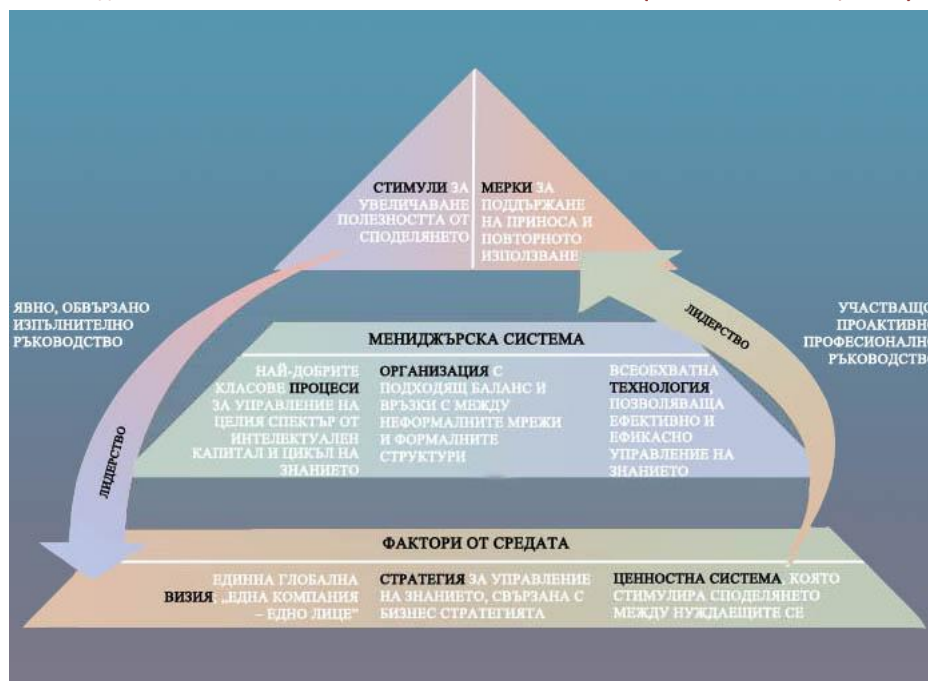 СТИМУЛИ ЗА
УВЕЛИЧАВАНЕ
ПОЛЕЗНОСТТА ОТ
СПОДЕЛЯНЕТО
МЕРКИ ЗА
ПОДДЪРЖАНЕ
НА ПРИНОСА И
ПОВТОРНОТО
ИЗПОЛЗВАНЕ
ЯВНО, ОБВЪРЗАНО
ИЗПЪЛНИТЕЛНО
РЪКОВОДСТВО
ЛИДЕРСТВО
ЛИДЕРСТВО
УЧАСТВАЩО
ПРОАКТИВНО
ПРОФЕСИОНАЛНО
РЪКОВОДСТВО
МЕНИДЖЪРСКА СИСТЕМА
НАЙ-ДОБРИТЕ
КЛАСОВЕ ПРОЦЕСИ
ЗА УПРАВЛЕНИЕ НА
ЦЕЛИЯ СПЕКТЪР ОТ
ИНТЕЛЕКТУАЛЕН
КАПИТАЛ И ЦИКЪЛ НА
ЗНАНИЕТО
ОРГАНИЗАЦИЯ С
ПОДХОДЯЩ БАЛАНС И
ВРЪЗКИ С МЕЖДУ
НЕФОРМАЛНИТЕ МРЕЖИ
И ФОРМАЛНИТЕ
СТРУКТУРИ
ВСЕОБХВАТНА
ТЕХНОЛОГИЯ
ПОЗВОЛЯВАЩА
ЕФЕКТИВНО И
ЕФИКАСНО
УПРАВЛЕНИЕ НА
ЗНАНИЕТО
ФАКТОРИ ОТ СРЕДАТА
ЕДИННА ГЛОБАЛНА
ВИЗИЯ: „ЕДНА КОМПАНИЯ
– ЕДНО ЛИЦЕ“
СТРАТЕГИЯ ЗА УПРАВЛЕНИЕ
НА ЗНАНИЕТО, СВЪРЗАНА С
БИЗНЕС СТРАТЕГИЯТА
ЦЕННОСТНА СИСТЕМА, КОЯТО
СТИМУЛИРА СПОДЕЛЯНЕТО
МЕЖДУ НУЖДАЕЩИТЕ СЕ